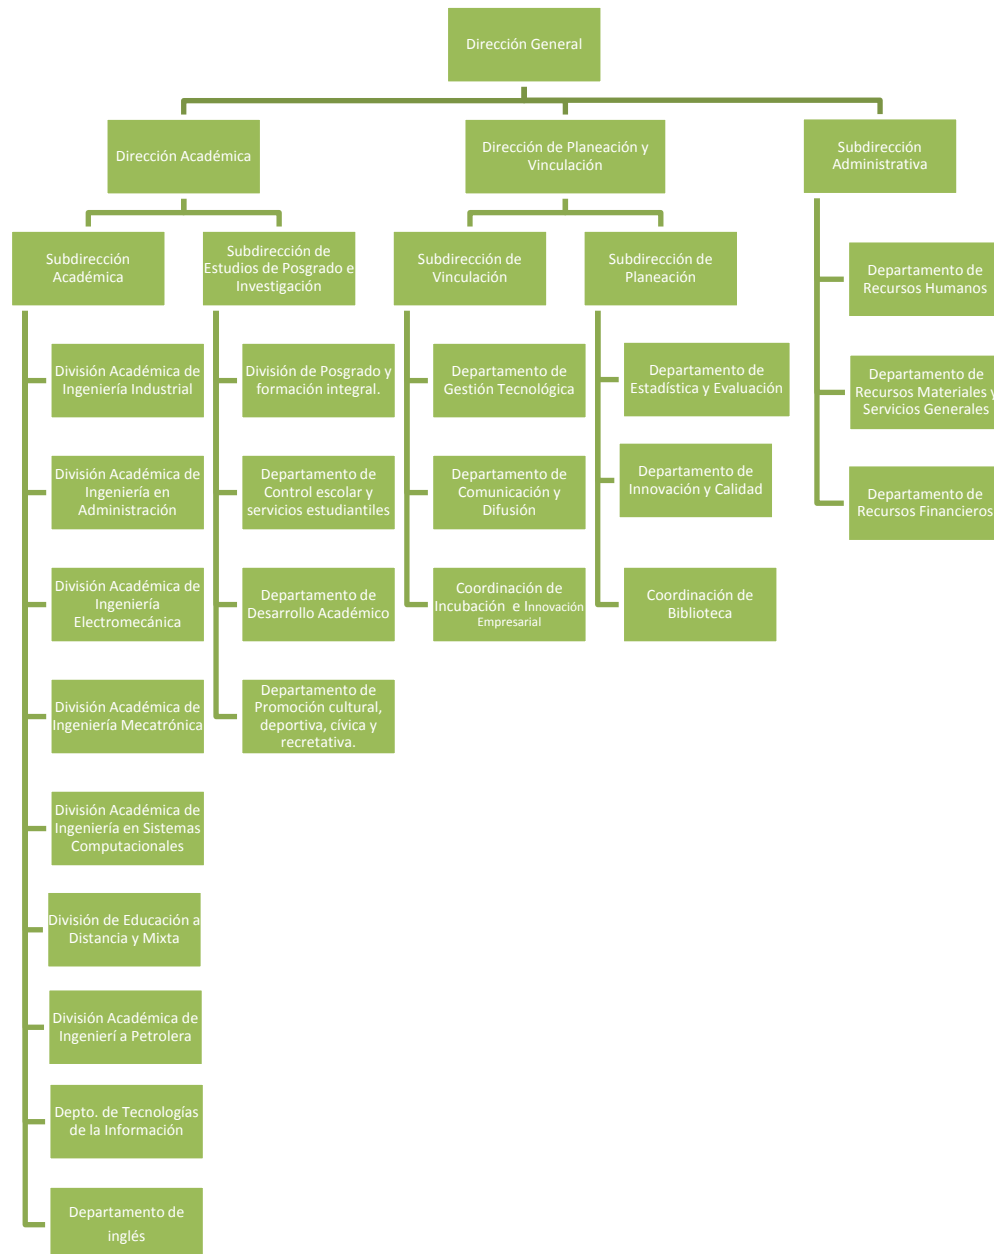 Dirección General
Dirección Académica
Dirección de Planeación y
Vinculación
Subdirección
Administrativa
Subdirección
Académica
Subdirección de
Estudios de Posgrado e
Investigación
Subdirección de
Vinculación
Subdirección de
Planeación
División Académica de
Ingeniería Industrial
División Académica de
Ingeniería en
Administración
División Académica de
Ingeniería
Electromecánica
División Académica de
Ingeniería Mecatrónica
División Académica de
Ingeniería en Sistemas
Computacionales
División de Educación a
Distancia y Mixta
División Académica de
Ingenierí a Petrolera
Depto. de Tecnologías
de la Información
Departamento de
inglés
División de Posgrado y
formación integral.
Departamento de
Control escolar y
servicios estudiantiles
Departamento de
Desarrollo Académico
Departamento de
Promoción cultural,
deportiva, cívica y
recretativa.
Departamento de
Gestión Tecnológica
Departamento de
Comunicación y
Difusión
Coordinación de
Incubación e Innovación
Empresarial
Departamento de
Estadística y Evaluación
Departamento de
Innovación y Calidad
Coordinación de
Biblioteca
Departamento de
Recursos Humanos
Departamento de
Recursos Materiales y
Servicios Generales
Departamento de
Recursos Financieros